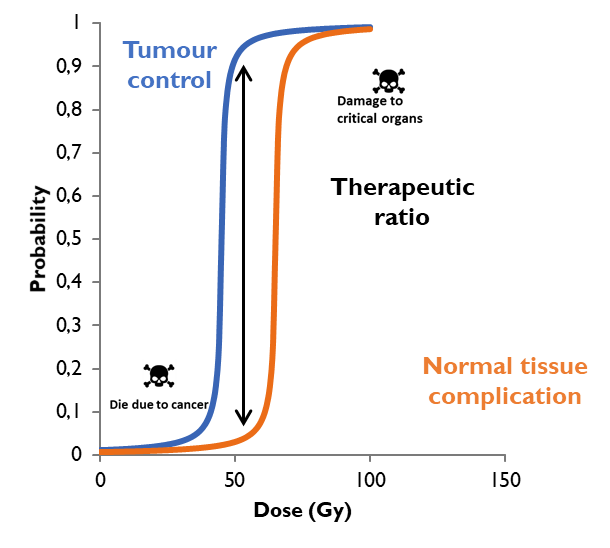 1
0,9
0,8
0,7
0,6
0,5
0,4
0,3
0,2
0,1
0
Probability
Tumour
control
Damage to
critical organs
Therapeutic
ratio
Die due to cancer
Normal tissue
complication
0
50
100
150
Dose (Gy)